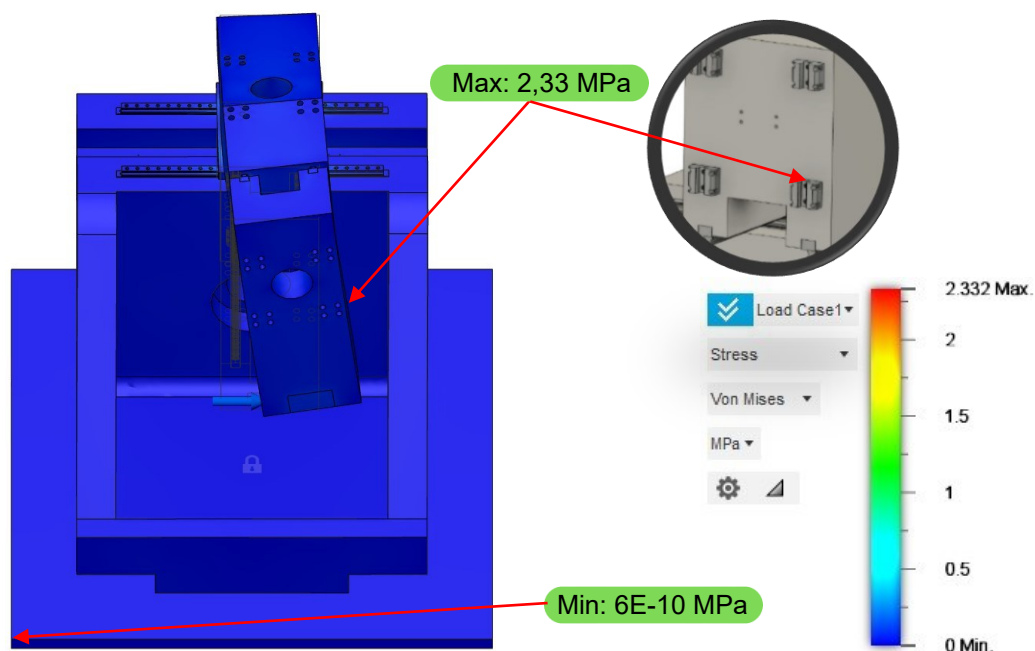 Max: 2,33 MPa
Load Case1
Stress
Von Mises
MPa
2.332 Max.
2
1.5
1
0.5
0 Min.
Min: 6E-10 MPa